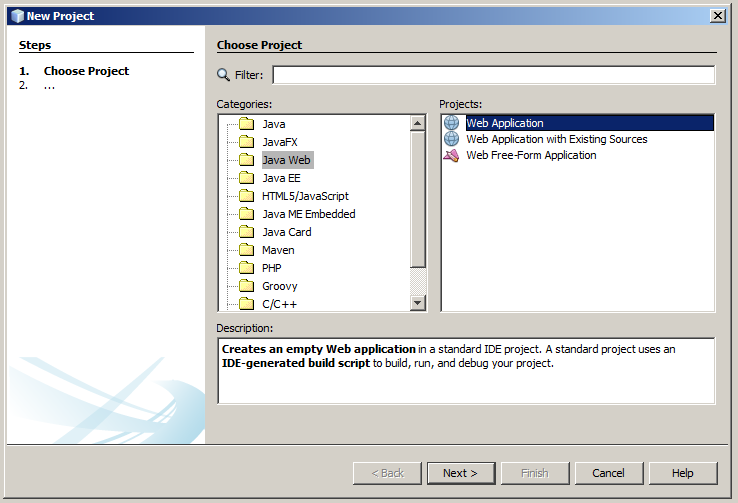 New Project
Steps
1. Choose Project
2. ...
Choose Project
Filter:
Categories:
Java
JavaFX
Java Web
Java EE
HTML5/JavaScript
Java ME Embedded
Java Card
Maven
PHP
Groovy
C/C++
Projects:
Web Application
Web Application with Existing Sources
Web Free-Form Application
Description:
Creates an empty Web application in a standard IDE project. A standard project uses an
IDE-generated build script to build, run, and debug your project.
< Back Next > Finish Cancel Help